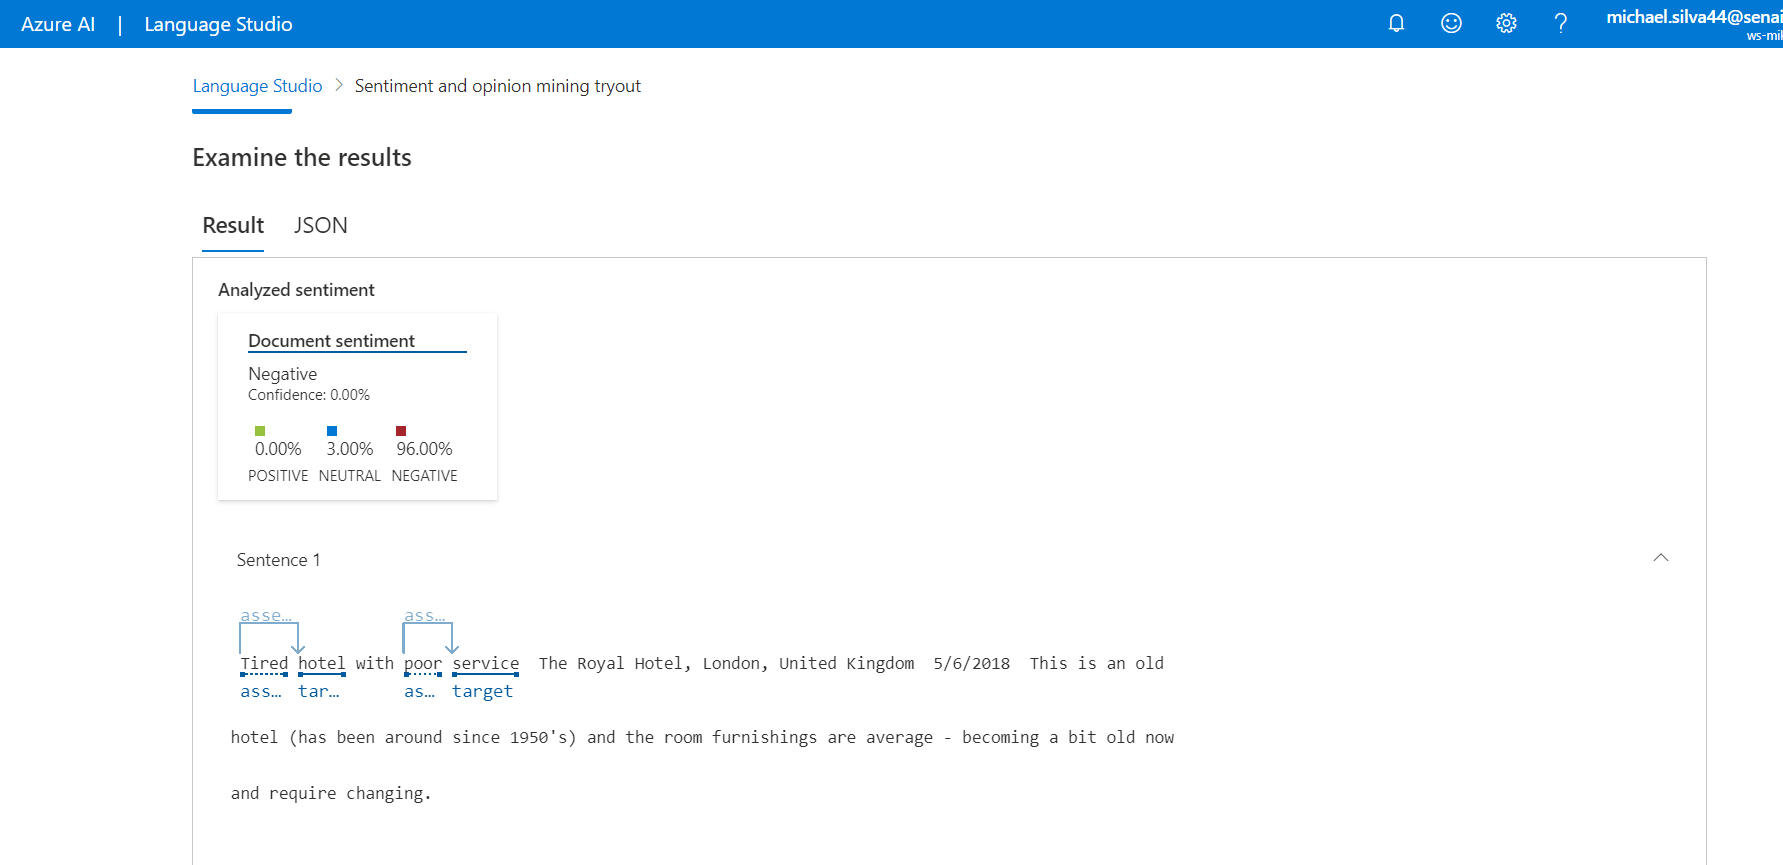 Azure AI | Language Studio
michael.silva44@senai
ws-mik
Language Studio > Sentiment and opinion mining tryout
Examine the results
Result JSON
Analyzed sentiment
Document sentiment
Negative
Confidence: 0.00%
0.00% 3.00% 96.00%
POSITIVE NEUTRAL NEGATIVE
Sentence 1
asse... ass...
Tired hotel with poor service The Royal Hotel, London, United Kingdom 5/6/2018 This is an old
ass... tar... as... target
hotel (has been around since 1950's) and the room furnishings are average - becoming a bit old now
and require changing.